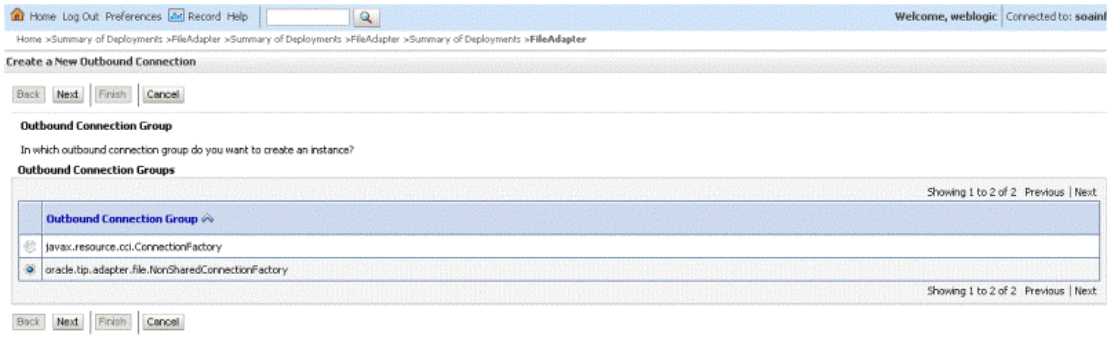 Home Log Out Preferences Record Help Welcome, weblogic Connected to: soainf
Home >Summary of Deployments >FileAdapter >Summary of Deployments >FileAdapter >Summary of Deployments >FileAdapter
Create a New Outbound Connection
Back Next Finish Cancel
Outbound Connection Group
In which outbound connection group do you want to create an instance?
Outbound Connection Groups
Showing 1 to 2 of 2 Previous | Next
Outbound Connection Group
javax.resource.cci.ConnectionFactory
oracle.tip.adapter.file.NonSharedConnectionFactory
Showing 1 to 2 of 2 Previous | Next
Back Next Finish Cancel